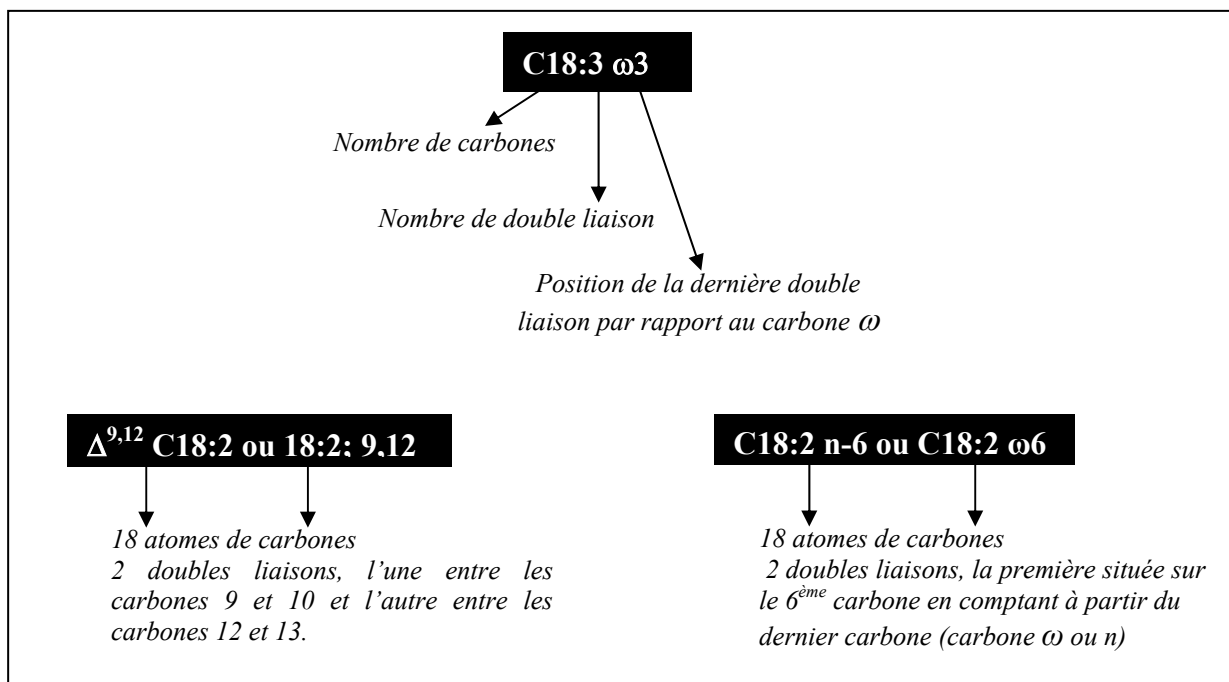 C18:3 ω3
Nombre de carbones
Nombre de double liaison
Position de la dernière double
liaison par rapport au carbone ω
Δ9,12 C18:2 ou 18:2; 9,12
18 atomes de carbones
2 doubles liaisons, l'une entre les
carbones 9 et 10 et l'autre entre les
carbones 12 et 13.
C18:2 n-6 ou C18:2 ω6
18 atomes de carbones
2 doubles liaisons, la première située sur
le 6ème carbone en comptant à partir du
dernier carbone (carbone ω ou n)